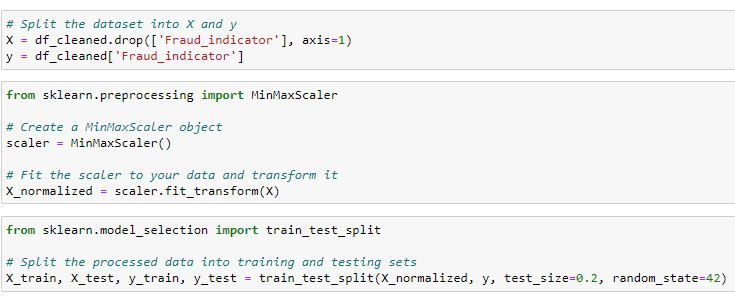 # Split the dataset into X and y
X = df_cleaned.drop(['Fraud_indicator'], axis=1)
y = df_cleaned['Fraud_indicator']
from sklearn.preprocessing import MinMaxScaler
# Create a MinMaxScaler object
scaler = MinMaxScaler()
# Fit the scaler to your data and transform it
X_normalized = scaler.fit_transform(X)
from sklearn.model_selection import train_test_split
# Split the processed data into training and testing sets
X_train, X_test, y_train, y_test = train_test_split(X_normalized, y, test_size=0.2, random_state=42)